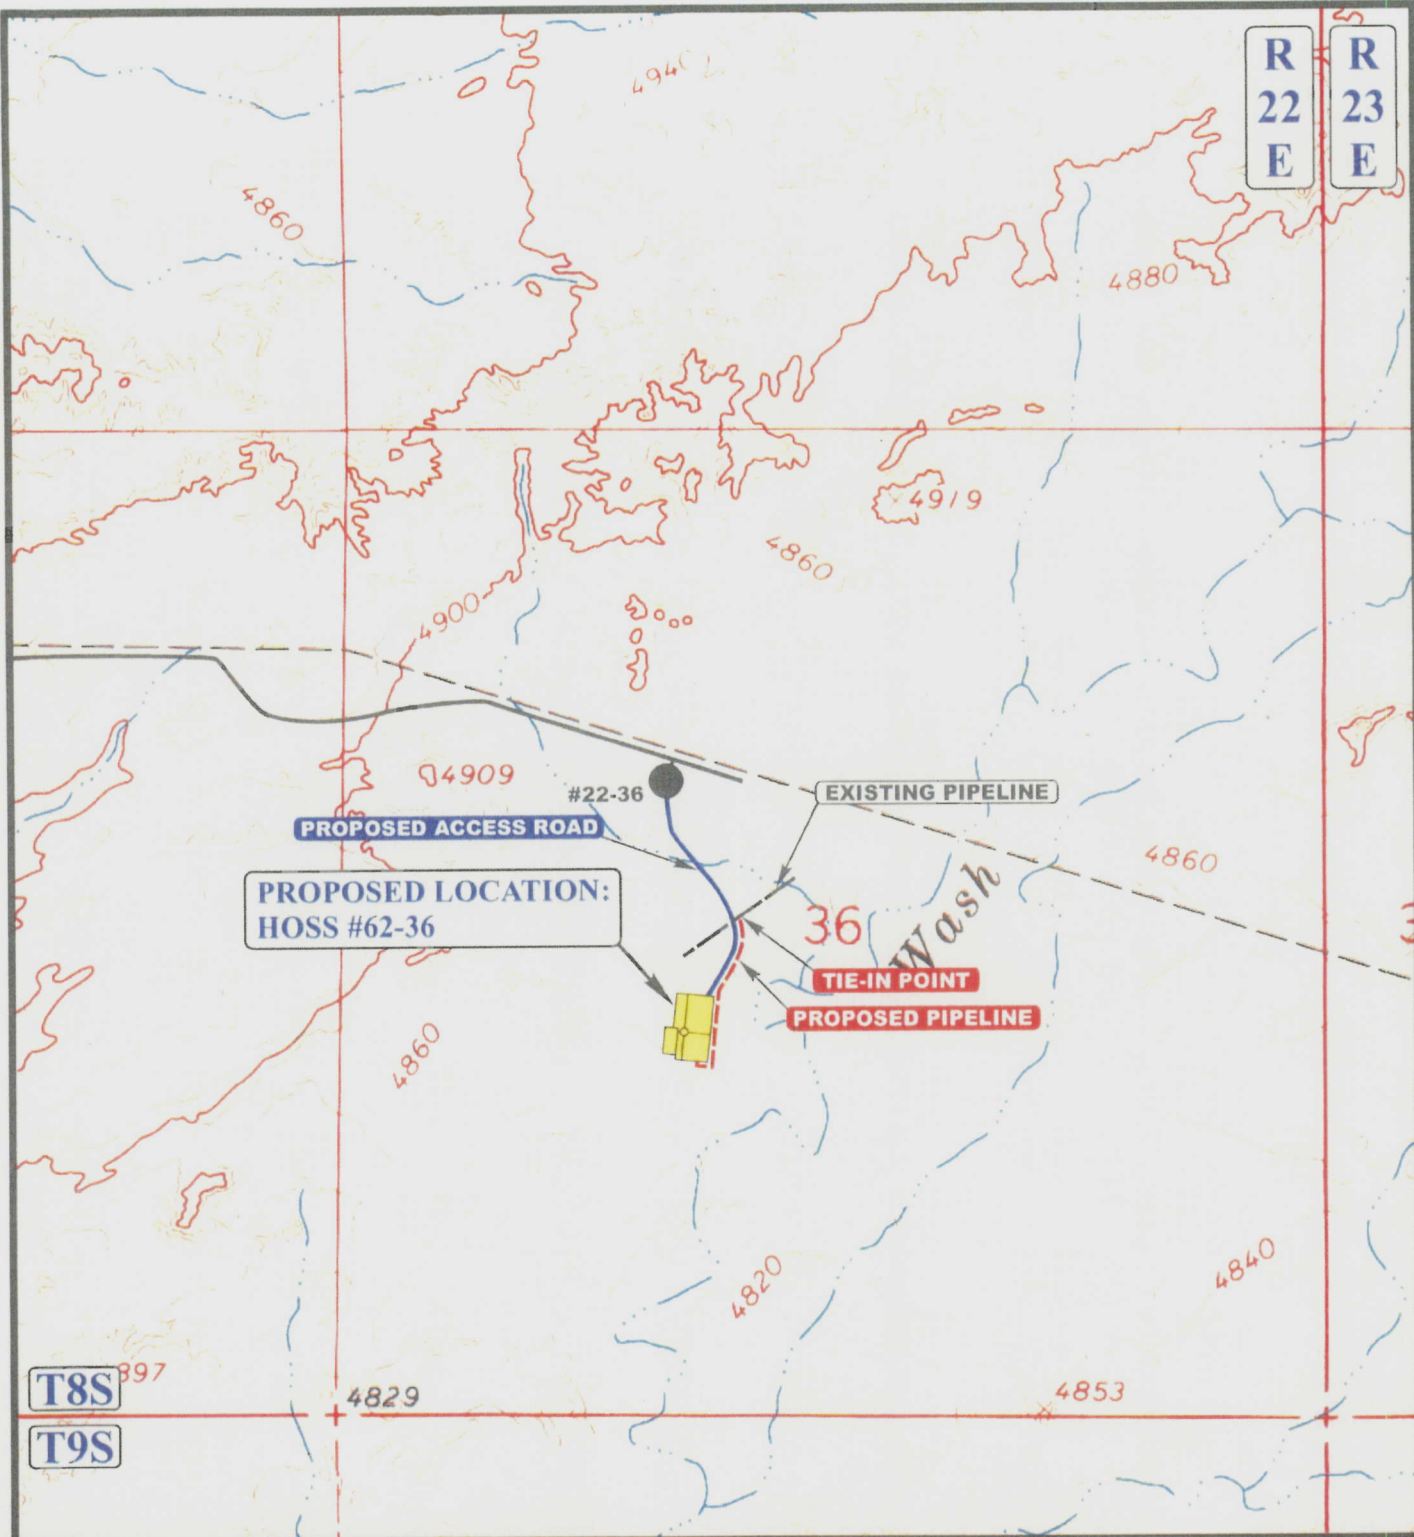 R
22
E
R
23
E
4860
4880
4919
4860
4900
4909
#22-36
EXISTING PIPELINE
PROPOSED ACCESS ROAD
4860
PROPOSED LOCATION:
HOSS #62-36
36
Wash
TIE-IN POINT
PROPOSED PIPELINE
4860
4820
4840
897
T8S
4829
4853
T9S